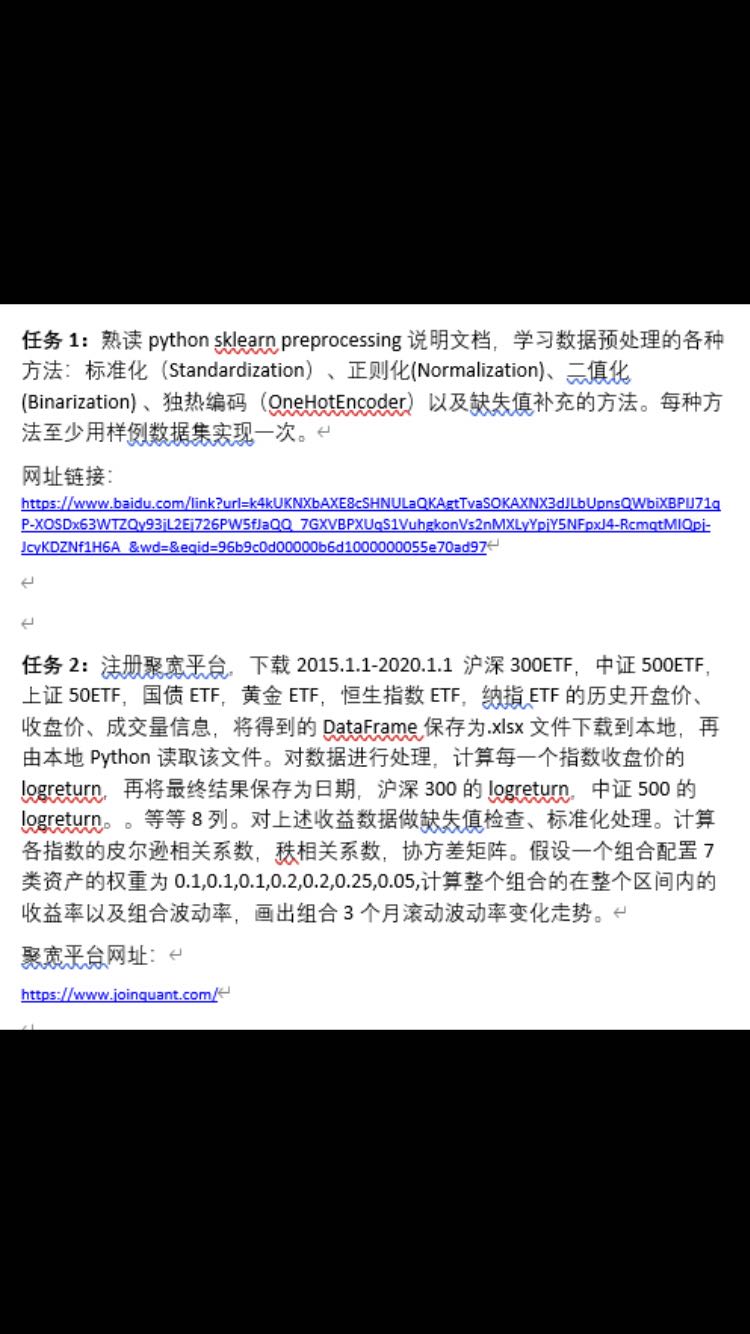 任务 1：熟读 python sklearn preprocessing 说明文档，学习数据预处理的各种
方法：标准化（Standardization）、正则化(Normalization)、二值化
(Binarization) 、独热编码（OneHotEncoder）以及缺失值补充的方法。每种方
法至少用样例数据集实现一次。
网址链接：
https://www.baidu.com/link?url=k4kUKNXbAXE8cSHNULaQKAgtTvaSOKAXNX3dJLbUpnsQWbiXBPIJ71q
P-XOSDx63WTZQy93jL2Ej726PW5fJaQQ_7GXVBPXUqS1VuhgkonVs2nMXLyYpjY5NFpxJ4-RcmqtMIQpj-
JcyKDZNf1H6A_&wd=&eqid=96b9c0d00000b6d1000000055e70ad97
任务 2：注册聚宽平台，下载 2015.1.1-2020.1.1 沪深 300ETF，中证 500ETF，
上证 50ETF，国债 ETF，黄金 ETF，恒生指数 ETF，纳指 ETF 的历史开盘价、
收盘价、成交量信息，将得到的 DataFrame 保存为.xlsx 文件下载到本地，再
由本地 Python 读取该文件。对数据进行处理，计算每一个指数收盘价的
logreturn，再将最终结果保存为日期，沪深 300 的 logreturn，中证 500 的
logreturn。。等等 8 列。对上述收益数据做缺失值检查、标准化处理。计算
各指数的皮尔逊相关系数，秩相关系数，协方差矩阵。假设一个组合配置 7
类资产的权重为 0.1,0.1,0.1,0.2,0.2,0.25,0.05,计算整个组合的在整个区间内的
收益率以及组合波动率，画出组合 3 个月滚动波动率变化走势。
聚宽平台网址：
https://www.joinquant.com/